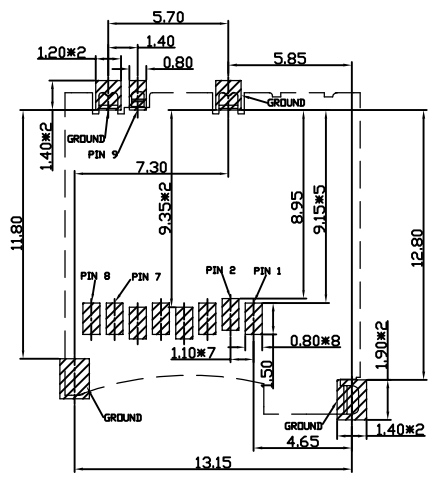 5.70
1.20*2
1.40
0.80
5.85
GROUND
1.40*2
GROUND
PIN 9
7.30
11.80
9.35*2
8.95
9.15*5
12.80
PIN 8
PIN 7
PIN 2
PIN 1
0.80*8
1.10*7
1.50
1.90*2
GROUND
GROUND
1.40*2
4.65
13.15